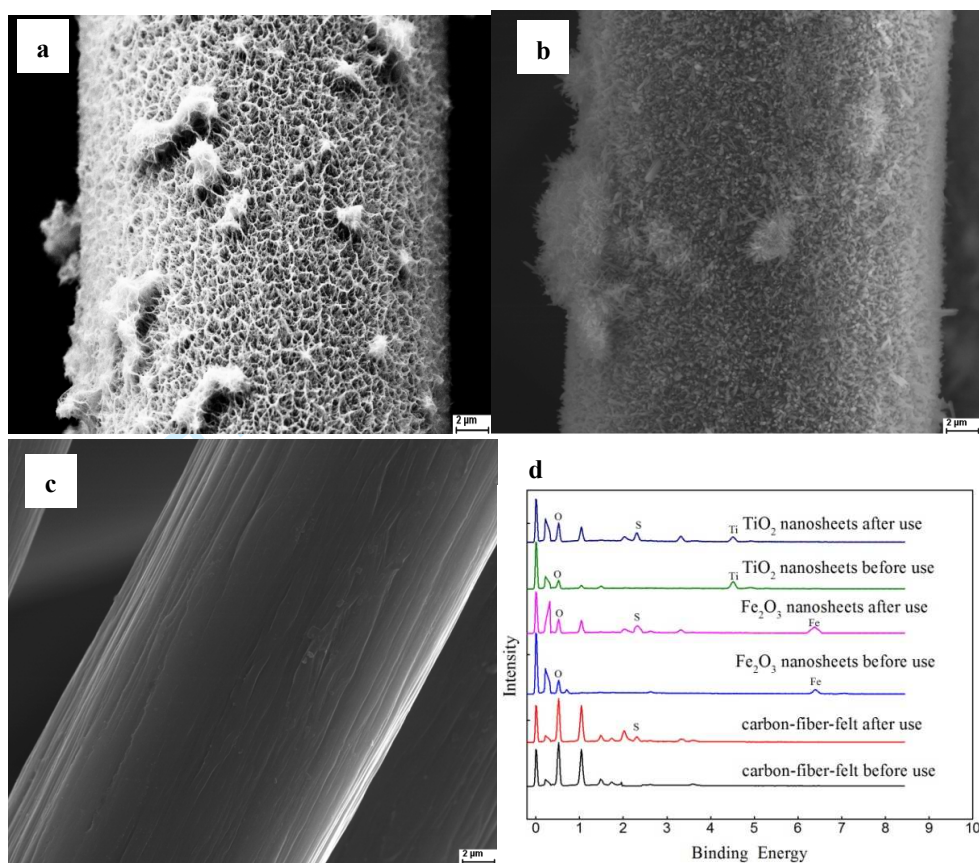 a
2 μm
b
2 μm
c
2 μm
d
O
S
Ti
TiO₂ nanosheets after use
O
Ti
TiO₂ nanosheets before use
O
S
Fe
Fe₂O₃ nanosheets after use
O
Fe
Fe₂O₃ nanosheets before use
O
S
carbon-fiber-felt after use
O
carbon-fiber-felt before use
Intensity
0 1 2 3 4 5 6 7 8 9 10
Binding Energy